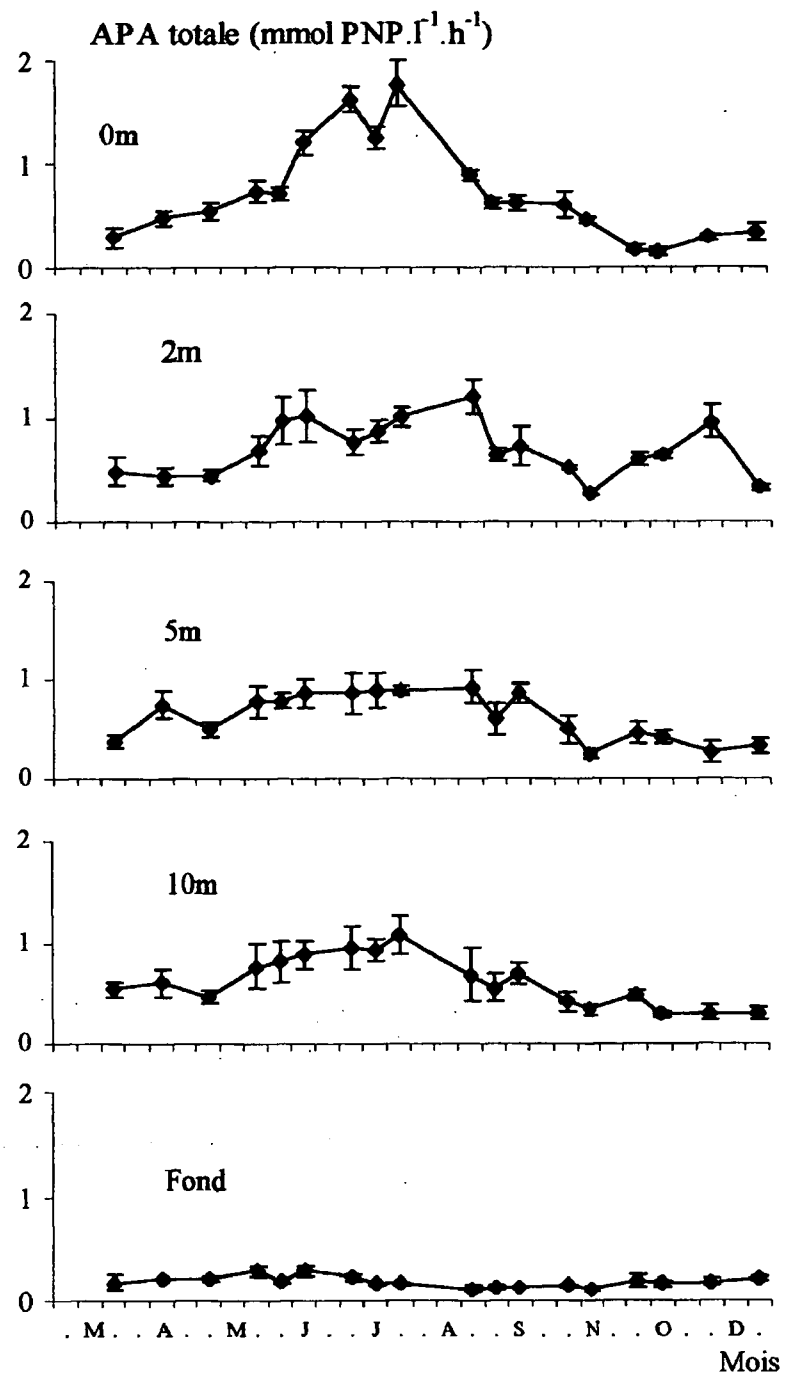 APA totale (mmol PNP.l⁻¹.h⁻¹)
2
0m
1
0
2
2m
1
0
2
5m
1
0
2
10m
1
0
2
Fond
1
0
. M . . A . . M . . J . . J . . A . . S . . N . . O . . D .
Mois